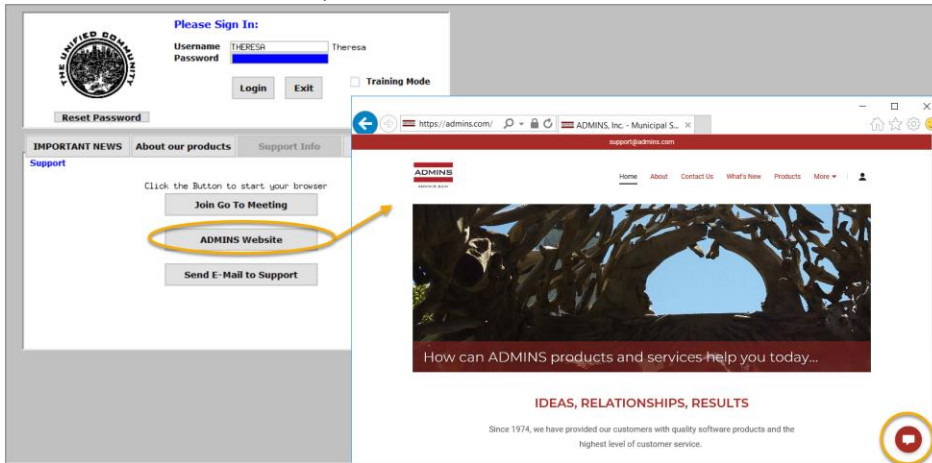 Please Sign In:
THE UNIFIED COMMUNITY
Username THERESA Theresa
Password
Login Exit Training Mode
Reset Password
IMPORTANT NEWS About our products Support Info
Support
Click the Button to start your browser
Join Go To Meeting
ADMINS Website
Send E-Mail to Support
https://admins.com/ ADMINS, Inc. - Municipal S...
support@admins.com
ADMINS
Home About Contact Us What's New Products More
How can ADMINS products and services help you today...
IDEAS, RELATIONSHIPS, RESULTS
Since 1974, we have provided our customers with quality software products and the
highest level of customer service.